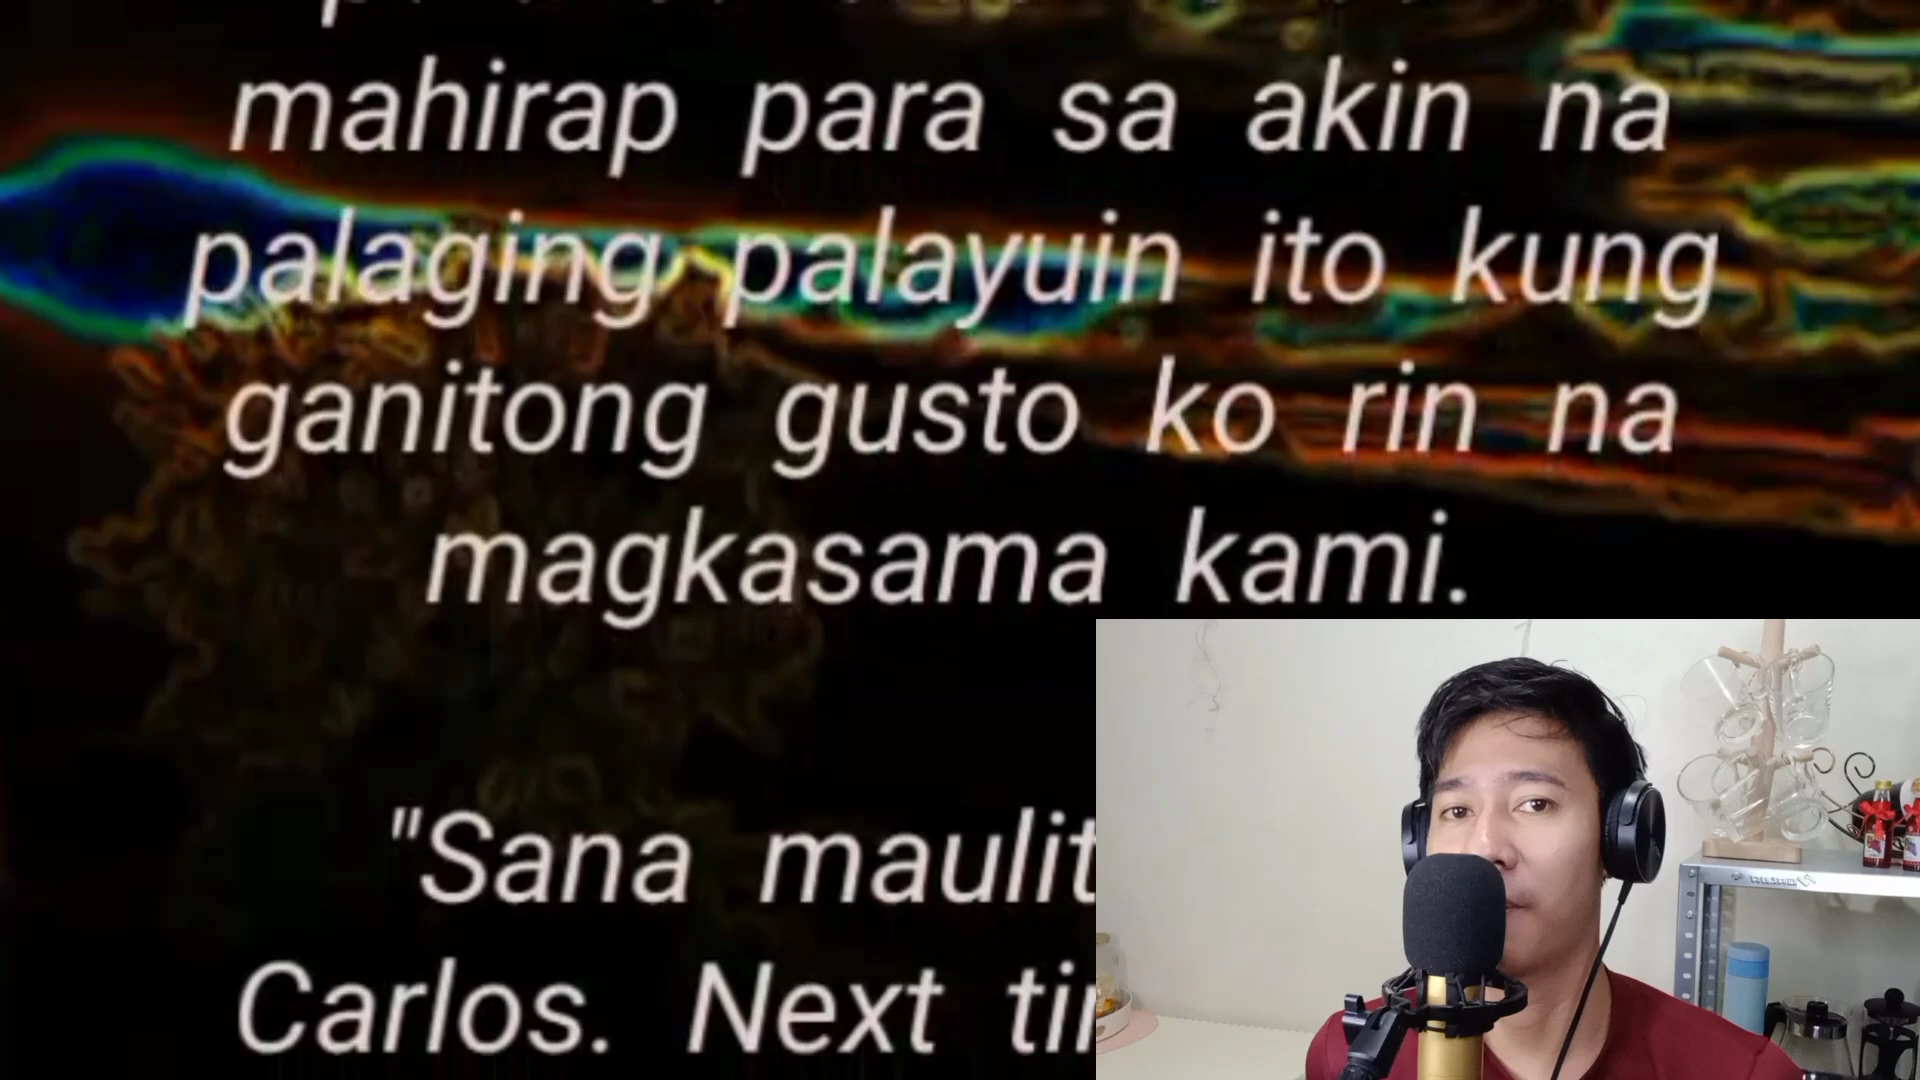 mahirap para sa akin na
palaging palayuin ito kung
ganitong gusto ko rin na
magkasama kami.
"Sana maulit
Carlos. Next